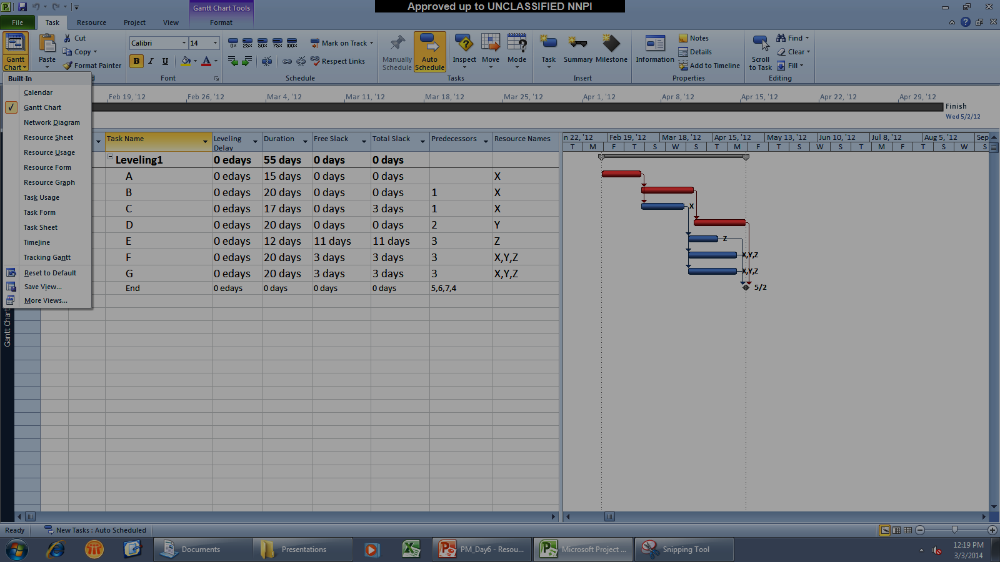 Approved up to UNCLASSIFIED NNPI
Gantt Chart Tools
File Task Resource Project View Format
Gantt Chart
Paste
Cut
Copy
Format Painter
Calibri 14
B I U A
Font
0% 25% 50% 75% 100%
Mark on Track
Respect Links
Schedule
Manually Schedule
Auto Schedule
Inspect Move Mode
Tasks
Task Summary Milestone
Insert
Information
Notes
Details
Add to Timeline
Properties
Scroll to Task
Find
Clear
Fill
Editing
Built-In
Calendar
Gantt Chart
Network Diagram
Resource Sheet
Resource Usage
Resource Form
Resource Graph
Task Usage
Task Form
Task Sheet
Timeline
Tracking Gantt
Reset to Default
Save View...
More Views...
Feb 19, '12 Feb 26, '12 Mar 4, '12 Mar 11, '12 Mar 18, '12 Mar 25, '12 Apr 1, '12 Apr 8, '12 Apr 15, '12 Apr 22, '12 Apr 29, '12
Finish
Wed 5/2/12
Task Name Leveling Delay Duration Free Slack Total Slack Predecessors Resource Names
Leveling1 0 edays 55 days 0 days 0 days
A 0 edays 15 days 0 days 0 days X
B 0 edays 20 days 0 days 0 days 1 X
C 0 edays 17 days 0 days 3 days 1 X
D 0 edays 20 days 0 days 0 days 2 Y
E 0 edays 12 days 11 days 11 days 3 Z
F 0 edays 20 days 3 days 3 days 3 X,Y,Z
G 0 edays 20 days 3 days 3 days 3 X,Y,Z
End 0 edays 0 days 0 days 0 days 5,6,7,4
n 22, '12 Feb 19, '12 Mar 18, '12 Apr 15, '12 May 13, '12 Jun 10, '12 Jul 8, '12 Aug 5, '12 Sep
T M F T S W S T M F T S W S T M F T S W S
X
Z
X,Y,Z
X,Y,Z
5/2
Gantt Chart
Ready New Tasks : Auto Scheduled
Documents Presentations PM_Day6 - Resou... Microsoft Project ... Snipping Tool
12:19 PM
3/3/2014